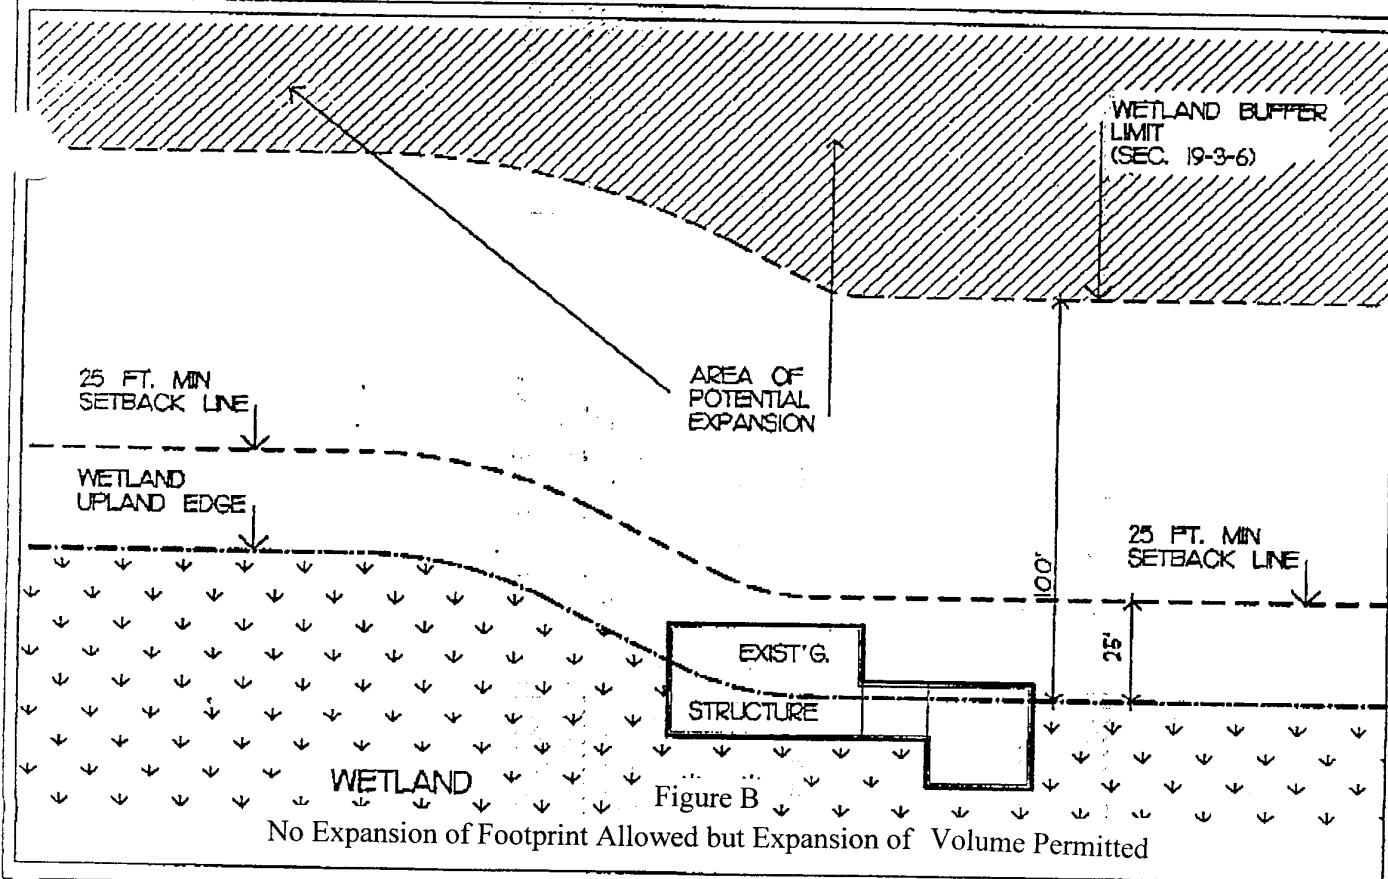 WETLAND BUFFER
LIMIT
(SEC. 19-3-6)
25 FT. MIN
SETBACK LINE
AREA OF
POTENTIAL
EXPANSION
WETLAND
UPLAND EDGE
25 FT. MIN
SETBACK LINE
100'
25'
EXIST'G.
STRUCTURE
WETLAND
Figure B
No Expansion of Footprint Allowed but Expansion of Volume Permitted